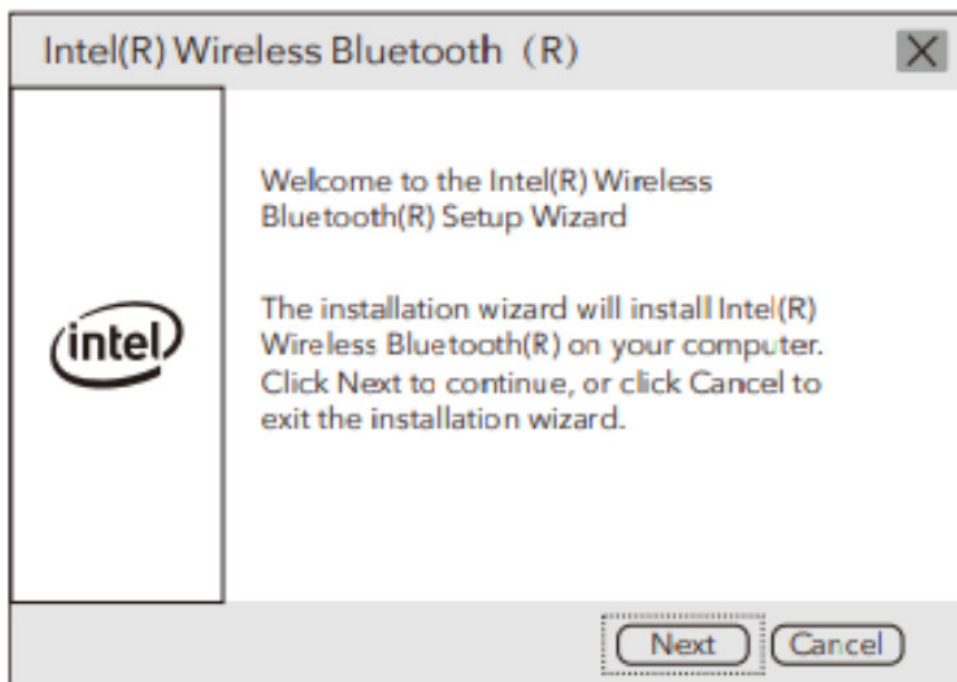 Intel(R) Wireless Bluetooth (R)
Welcome to the Intel(R) Wireless
Bluetooth(R) Setup Wizard
The installation wizard will install Intel(R)
Wireless Bluetooth(R) on your computer.
Click Next to continue, or click Cancel to
exit the installation wizard.
intel
Next Cancel